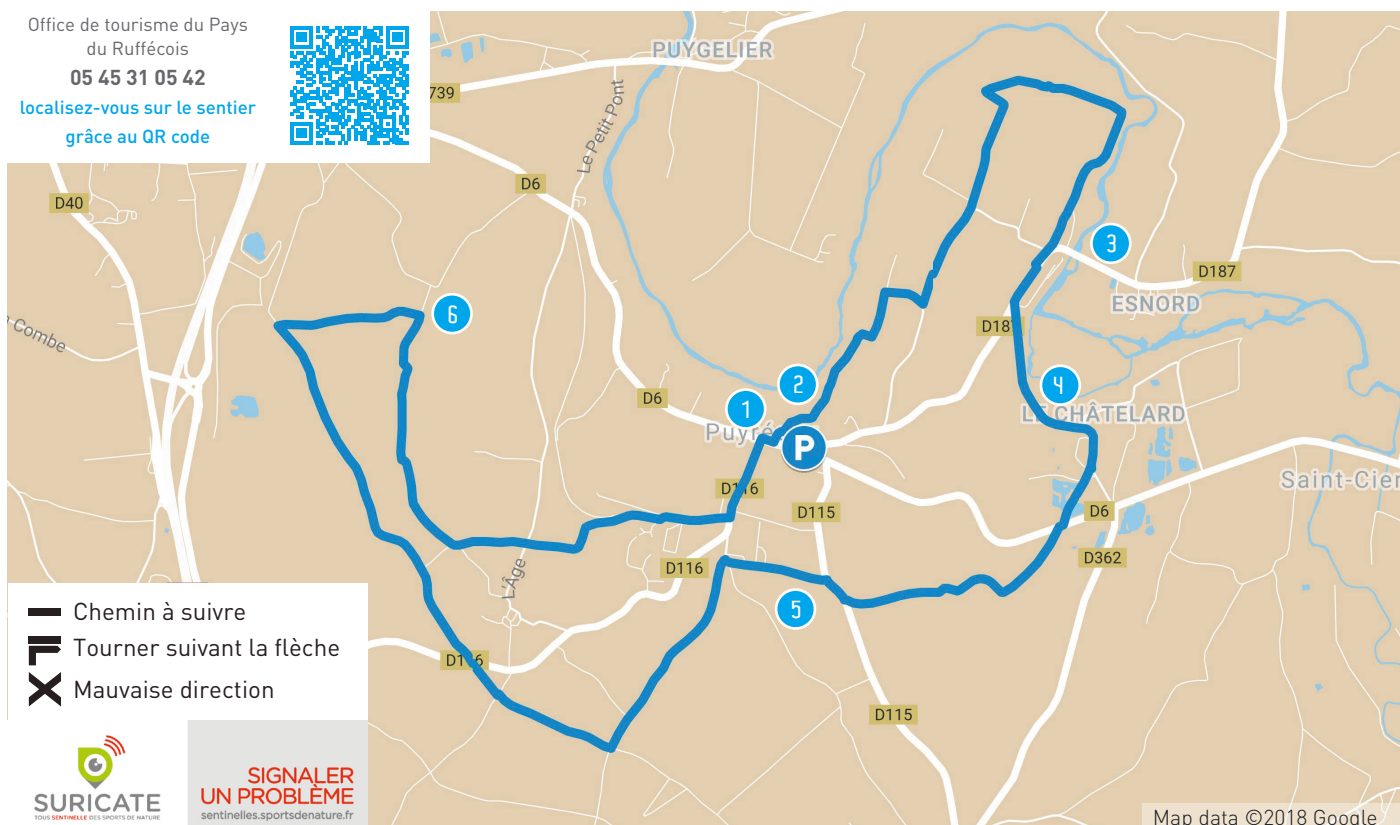 Office de tourisme du Pays
du Ruffécois
05 45 31 05 42
localisez-vous sur le sentier
grâce au QR code
PUYGELIER
739
Le Petit Pont
D6
D40
3
D187
ESNORD
Combe
6
D18
2
4
D6
1
LE CHÂTELARD
Puyré
P
Saint-Cier
D116
D115
D6
D362
D116
L'Âge
5
D116
D115
Chemin à suivre
Tourner suivant la flèche
Mauvaise direction
SURICATE
TOUS SENTINELLE DES SPORTS DE NATURE
SIGNALER
UN PROBLÈME
sentinelles.sportsdenature.fr
Map data ©2018 Google